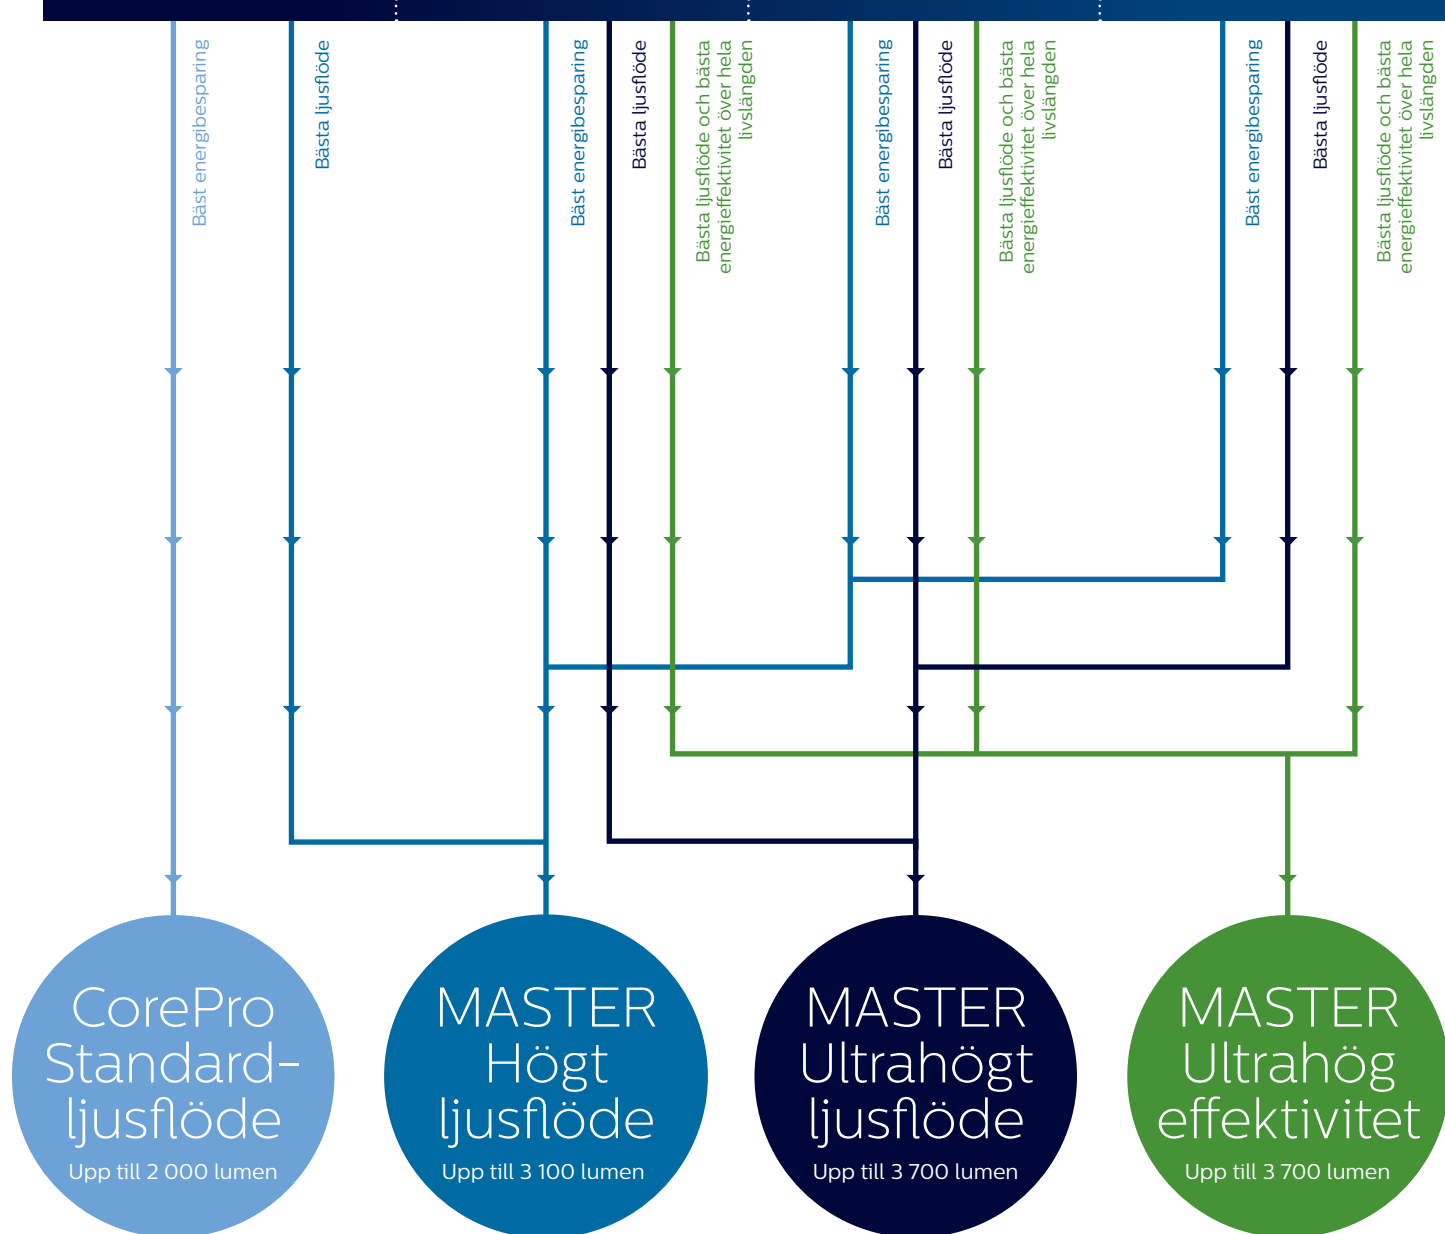 Bäst energibesparing
Bästa ljusflöde
Bäst energibesparing
Bästa ljusflöde
Bästa ljusflöde och bästa
energieffektivitet över hela
livslängden
Bäst energibesparing
Bästa ljusflöde
Bästa ljusflöde och bästa
energieffektivitet över hela
livslängden
Bäst energibesparing
Bästa ljusflöde
Bästa ljusflöde och bästa
energieffektivitet över hela
livslängden
CorePro
Standard-
ljusflöde
Upp till 2 000 lumen
MASTER
Högt
ljusflöde
Upp till 3 100 lumen
MASTER
Ultrahögt
ljusflöde
Upp till 3 700 lumen
MASTER
Ultrahög
effektivitet
Upp till 3 700 lumen